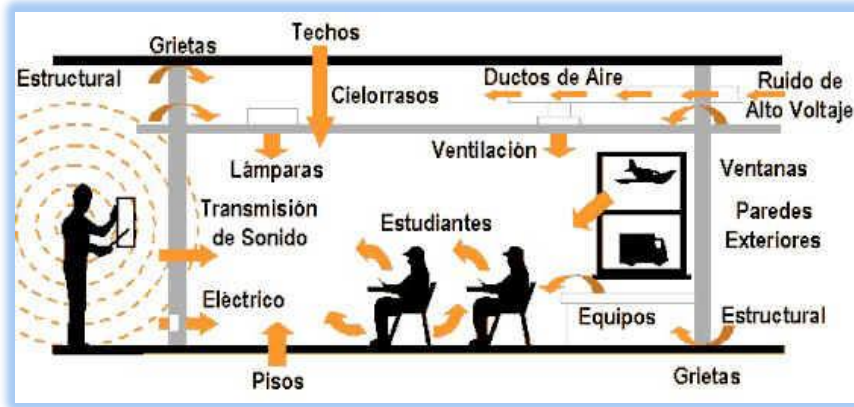 Techos
Grietas
Estructural
Cielorrasos
Ductos de Aire
Ruido de
Alto Voltaje
Lámparas
Ventilación
Ventanas
Transmisión
de Sonido
Estudiantes
Paredes
Exteriores
Eléctrico
Equipos
Estructural
Pisos
Grietas